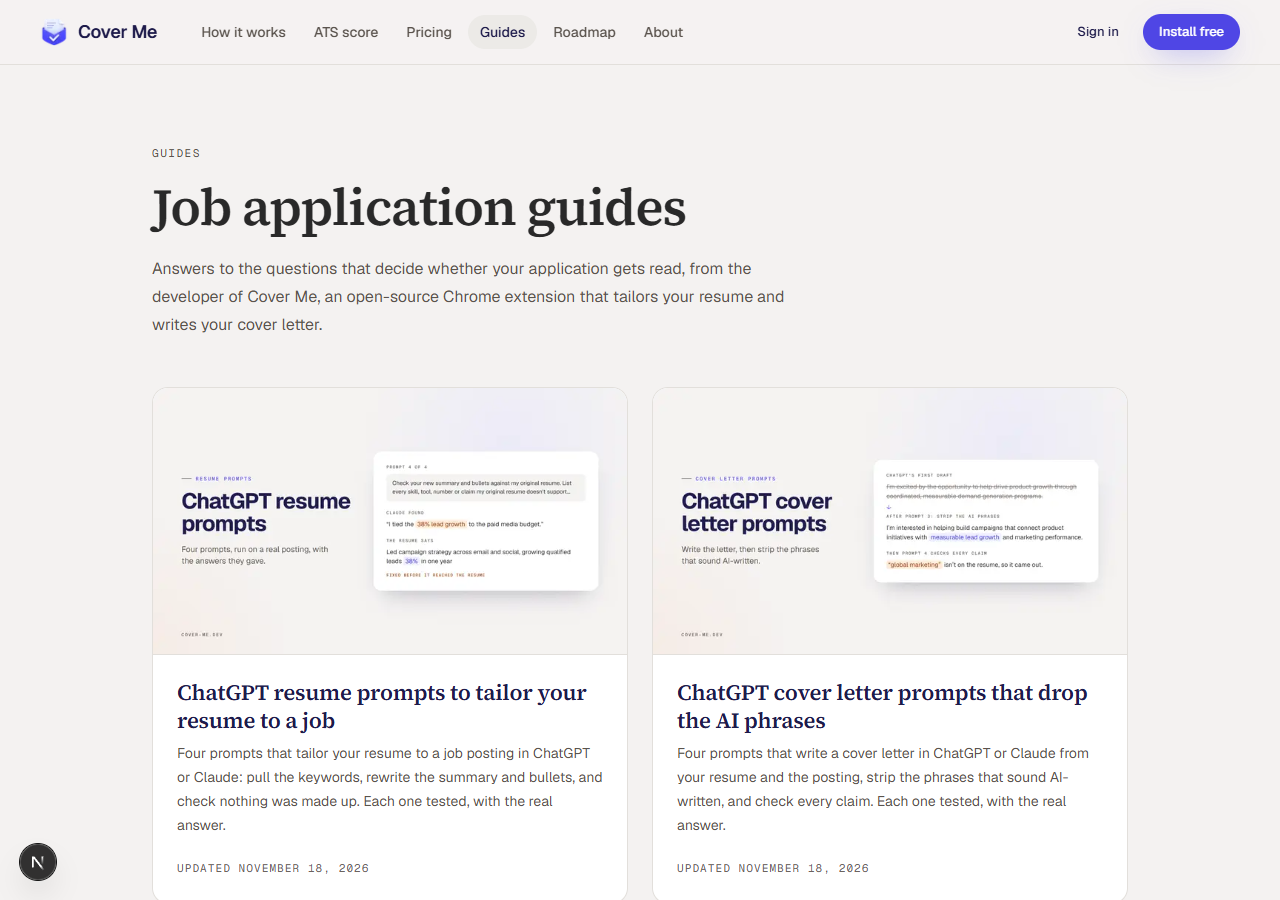 Cover Me
How it works
ATS score
Pricing
Guides
Roadmap
About
Sign in
Install free
GUIDES
Job application guides
Answers to the questions that decide whether your application gets read, from the
developer of Cover Me, an open-source Chrome extension that tailors your resume and
writes your cover letter.
RESUME PROMPTS
ChatGPT resume
prompts
Four prompts, run on a real posting, with
the answers they gave.
COVER-ME.DEV
PROMPT 4 OF 4
Check your new summary and bullets against my original resume. List
every skill, tool, number or claim my original resume doesn't support...
CLAUDE FOUND
"I tied the 38% lead growth to the paid media budget."
THE RESUME SAYS
Led campaign strategy across email and social, growing qualified
leads 38% in one year
FIXED BEFORE IT REACHED THE RESUME
COVER LETTER PROMPTS
ChatGPT cover
letter prompts
Write the letter, then strip the phrases
that sound AI-written.
COVER-ME.DEV
CHATGPT'S FIRST DRAFT
I'm excited by the opportunity to help drive product growth through
coordinated, measurable demand-generation programs.
AFTER PROMPT 3: STRIP THE AI PHRASES
I'm interested in helping build campaigns that connect product
initiatives with measurable lead growth and marketing performance.
THEN PROMPT 4 CHECKS EVERY CLAIM
"global marketing" isn't on the resume, so it came out.
ChatGPT resume prompts to tailor your
resume to a job
Four prompts that tailor your resume to a job posting in ChatGPT
or Claude: pull the keywords, rewrite the summary and bullets, and
check nothing was made up. Each one tested, with the real
answer.
UPDATED NOVEMBER 18, 2026
ChatGPT cover letter prompts that drop
the AI phrases
Four prompts that write a cover letter in ChatGPT or Claude from
your resume and the posting, strip the phrases that sound AI-
written, and check every claim. Each one tested, with the real
answer.
UPDATED NOVEMBER 18, 2026
N